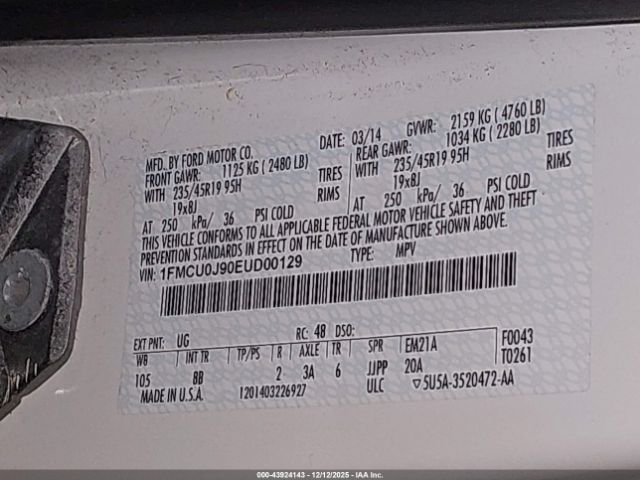 MFD. BY FORD MOTOR CO. DATE: 03/14 GVWR: 2159 KG ( 4760 LB)
FRONT GAWR: 1125 KG ( 2480 LB) REAR GAWR: 1034 KG ( 2280 LB)
WITH 235/45R19 95H TIRES WITH 235/45R19 95H TIRES
19x8J RIMS 19x8J RIMS
AT 250 kPa/ 36 PSI COLD AT 250 kPa/ 36 PSI COLD
THIS VEHICLE CONFORMS TO ALL APPLICABLE FEDERAL MOTOR VEHICLE SAFETY AND THEFT
PREVENTION STANDARDS IN EFFECT ON THE DATE OF MANUFACTURE SHOWN ABOVE.
VIN: 1FMCU0J90EUD00129 TYPE: MPV
EXT PNT: UG RC: 48 DSO: F0043
WB INT TR TP/PS R AXLE TR SPR EM21A T0261
105 BB 2 3A 6 JJPP 20A
MADE IN U.S.A. 1201403226927 ULC ▽5U5A-3520472-AA
000-43924143 - 12/12/2025 - IAA Inc.